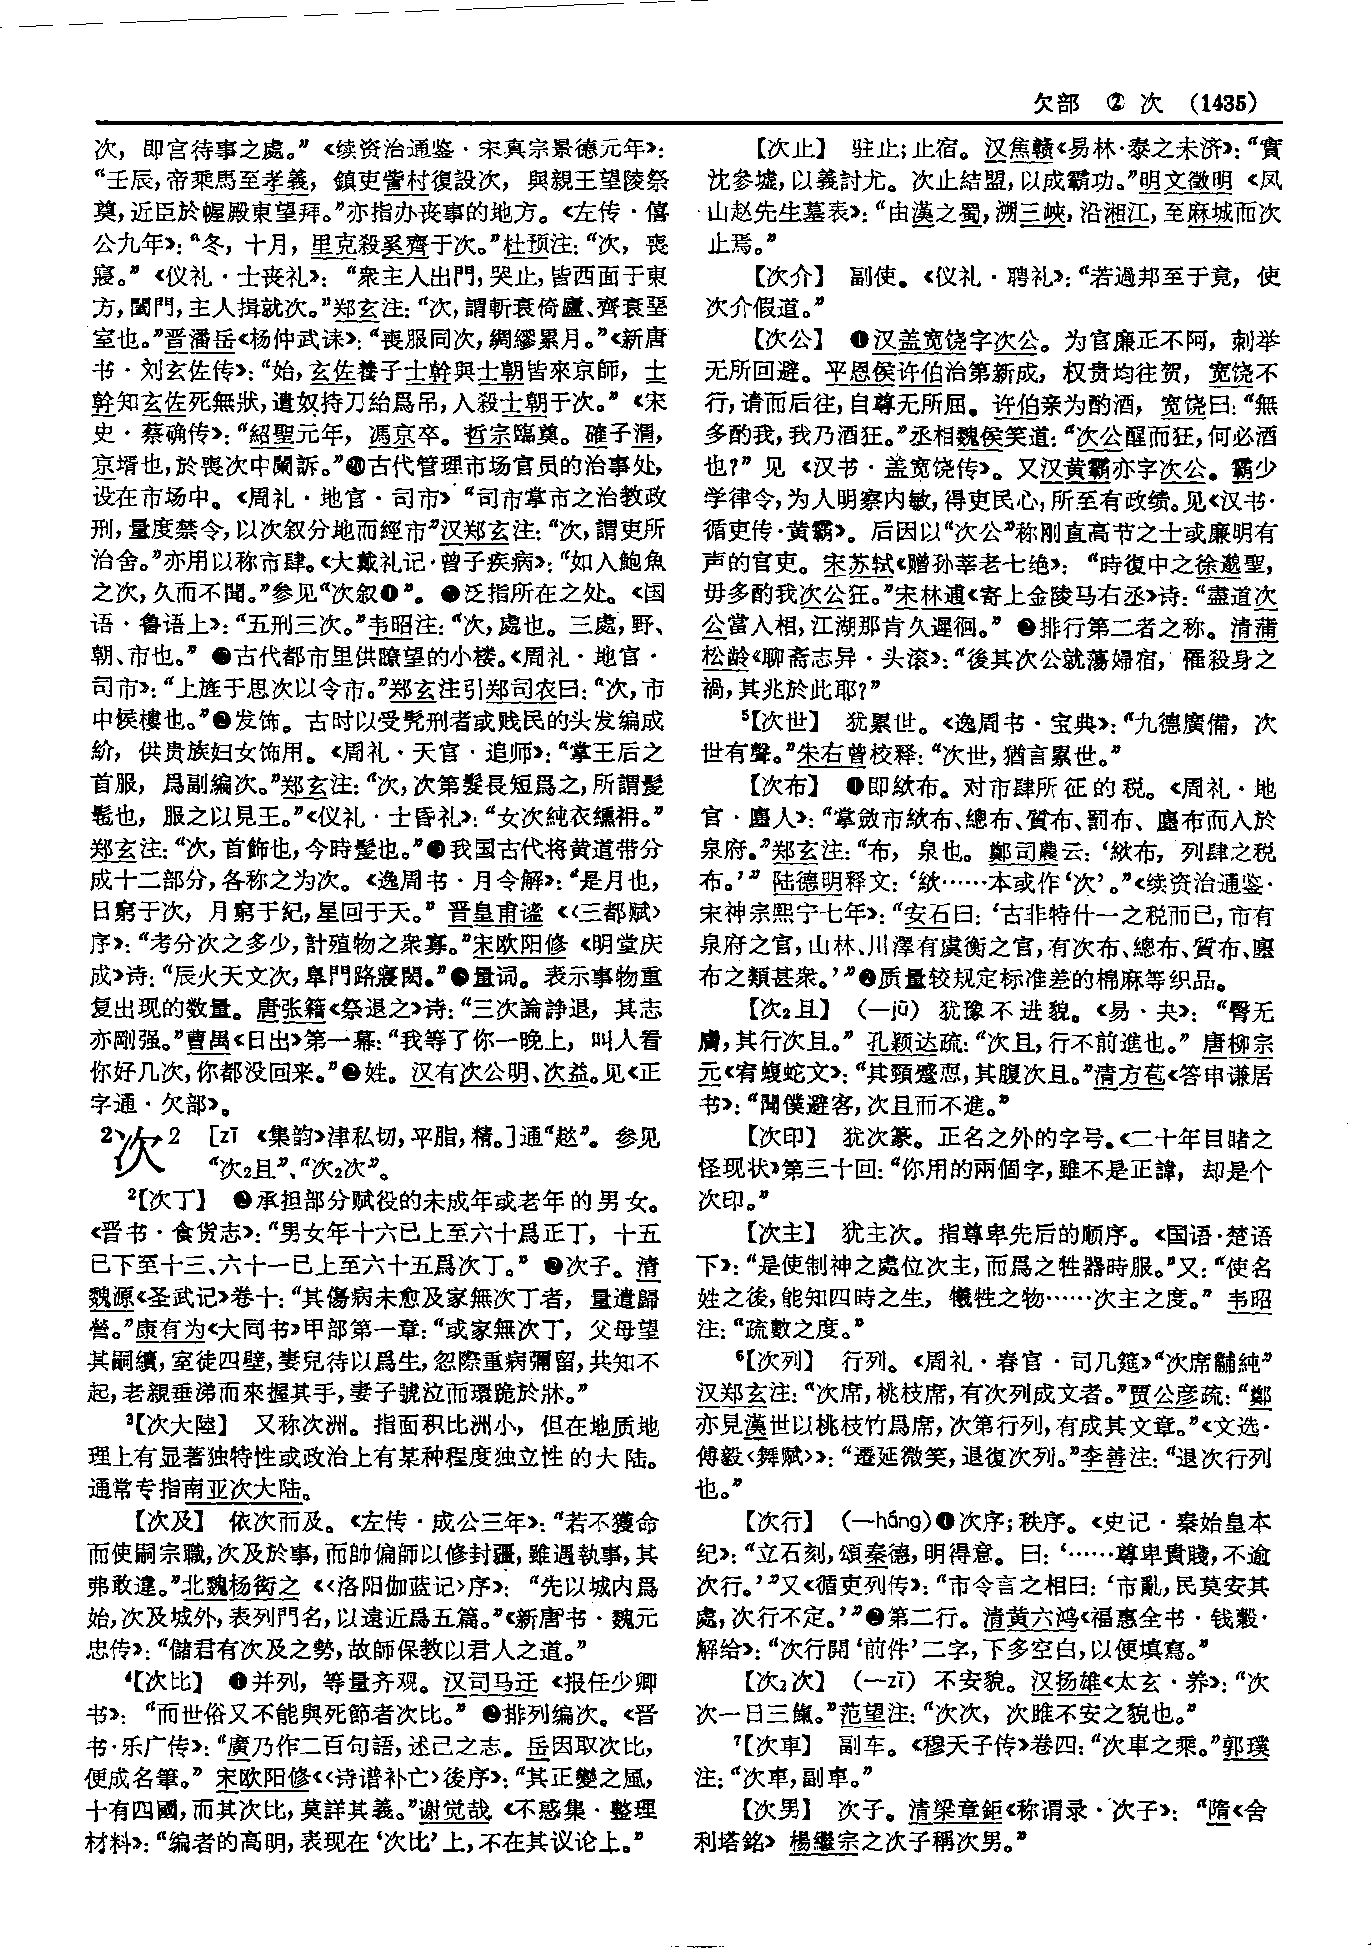 欠部 ② 次 (1435)
次，即宫待事之處。”《续资治通鉴·宋真宗景德元年》：
“壬辰，帝乘馬至孝義，鎮吏訾村復設次，與親王望陵祭
奠，近臣於幄殿東望拜。”亦指办丧事的地方。《左传·僖
公九年》：“冬，十月，里克殺奚齊于次。”杜预注：“次，喪
寝。”《仪礼·士丧礼》：“衆主人出門，哭止，皆西面于東
方，闔門，主人揖就次。”郑玄注：“次，謂斬衰倚廬、齊衰堊
室也。”晋潘岳《杨仲武诔》：“喪服同次，綢繆累月。”《新唐
书·刘玄佐传》：“始，玄佐養子士幹與士朝皆來京師，士
幹知玄佐死無狀，遣奴持刀紿爲弔，入殺士朝于次。”《宋
史·蔡确传》：“紹聖元年，馮京卒。哲宗臨奠。確子渭，
京壻也，於喪次中闌訴。”⑳古代管理市场官员的治事处，
设在市场中。《周礼·地官·司市》“司市掌市之治教政
刑，量度禁令，以次叙分地而經市”汉郑玄注：“次，謂吏所
治舍。”亦用以称市肆。《大戴礼记·曾子疾病》：“如入鮑魚
之次，久而不聞。”参见“次叙❶”。●泛指所在之处。《国
语·鲁语上》：“五刑三次。”韦昭注：“次，處也。三處，野、
朝、市也。”●古代都市里供瞭望的小楼。《周礼·地官·
司市》：“上旌于思次以令市。”郑玄注引郑司农曰：“次，市
中候樓也。”●发饰。古时以受髡刑者或贱民的头发编成
紒，供贵族妇女饰用。《周礼·天官·追师》：“掌王后之
首服，爲副編次。”郑玄注：“次，次第髮長短爲之，所謂髲
髢也，服之以見王。”《仪礼·士昏礼》：“女次純衣纁袡。”
郑玄注：“次，首飾也，今時髲也。”●我国古代将黄道带分
成十二部分，各称之为次。《逸周书·月令解》：“是月也，
日窮于次，月窮于紀，星回于天。”晋皇甫谧《〈三都赋〉
序》：“考分次之多少，計殖物之衆寡。”宋欧阳修《明堂庆
成》诗：“辰火天文次，皐門路寢閎。”●量词。表示事物重
复出现的数量。唐张籍《祭退之》诗：“三次論諍退，其志
亦剛强。”曹禺《日出》第一幕：“我等了你一晚上，叫人看
你好几次，你都没回来。”●姓。汉有次公明、次益。见《正
字通·欠部》。
2次2 ［zī 《集韵》津私切，平脂，精。］通“趑”。参见
“次₂且”、“次₂次”。
²【次丁】 ❶承担部分赋役的未成年或老年的男女。
《晋书·食货志》：“男女年十六已上至六十爲正丁，十五
已下至十三、六十一已上至六十五爲次丁。”❷次子。清
魏源《圣武记》卷十：“其傷病未愈及家無次丁者，量遣歸
營。”康有为《大同书》甲部第一章：“或家無次丁，父母望
其嗣續，室徒四壁，妻兒待以爲生，忽際重病彌留，共知不
起，老親垂涕而來握其手，妻子號泣而環跪於牀。”
³【次大陸】 又称次洲。指面积比洲小，但在地质地
理上有显著独特性或政治上有某种程度独立性的大陆。
通常专指南亚次大陆。
【次及】 依次而及。《左传·成公三年》：“若不獲命
而使嗣宗職，次及於事，而帥偏師以修封疆，雖遇執事，其
弗敢違。”北魏杨衒之《〈洛阳伽蓝记〉序》：“先以城内爲
始，次及城外，表列門名，以遠近爲五篇。”《新唐书·魏元
忠传》：“儲君有次及之勢，故師保教以君人之道。”
⁴【次比】 ❶并列，等量齐观。汉司马迁《报任少卿
书》：“而世俗又不能與死節者次比。”❷排列编次。《晋
书·乐广传》：“廣乃作二百句語，述己之志。岳因取次比，
便成名筆。”宋欧阳修《〈诗谱补亡〉後序》：“其正變之風，
十有四國，而其次比，莫詳其義。”谢觉哉《不惑集·整理
材料》：“编者的高明，表现在‘次比’上，不在其议论上。”
【次止】 驻止；止宿。汉焦赣《易林·泰之未济》：“實
沈參墟，以義討尤。次止結盟，以成霸功。”明文徵明《凤
山赵先生墓表》：“由漢之蜀，溯三峽，沿湘江，至麻城而次
止焉。”
【次介】 副使。《仪礼·聘礼》：“若過邦至于竟，使
次介假道。”
【次公】 ❶汉盖宽饶字次公。为官廉正不阿，刺举
无所回避。平恩侯许伯治第新成，权贵均往贺，宽饶不
行，请而后往，自尊无所屈。许伯亲为酌酒，宽饶曰：“無
多酌我，我乃酒狂。”丞相魏侯笑道：“次公醒而狂，何必酒
也？”见《汉书·盖宽饶传》。又汉黄霸亦字次公。霸少
学律令，为人明察内敏，得吏民心，所至有政绩。见《汉书·
循吏传·黄霸》。后因以“次公”称刚直高节之士或廉明有
声的官吏。宋苏轼《赠孙莘老七绝》：“時復中之徐邈聖，
毋多酌我次公狂。”宋林逋《寄上金陵马右丞》诗：“盡道次
公當入相，江湖那肯久遲徊。”❷排行第二者之称。清蒲
松龄《聊斋志异·头滚》：“後其次公就蕩婦宿，罹殺身之
禍，其兆於此耶？”
⁵【次世】 犹累世。《逸周书·宝典》：“九德廣備，次
世有聲。”朱右曾校释：“次世，猶言累世。”
【次布】 ❶即絘布。对市肆所征的税。《周礼·地
官·廛人》：“掌斂市絘布、總布、質布、罰布、廛布而入於
泉府。”郑玄注：“布，泉也。鄭司農云：‘絘布，列肆之税
布。’”陆德明释文：‘絘……本或作‘次’。”《续资治通鉴·
宋神宗熙宁七年》：“安石曰：‘古非特什一之税而已，市有
泉府之官，山林、川澤有虞衡之官，有次布、總布、質布、廛
布之類甚衆。’”❷质量较规定标准差的棉麻等织品。
【次₂且】 （—jū） 犹豫不进貌。《易·夬》：“臀无
膚，其行次且。”孔颖达疏：“次且，行不前進也。”唐柳宗
元《宥蝮蛇文》：“其頸蹙恧，其腹次且。”清方苞《答申谦居
书》：“聞僕避客，次且而不進。”
【次印】 犹次篆。正名之外的字号。《二十年目睹之
怪现状》第三十回：“你用的兩個字，雖不是正諱，却是个
次印。”
【次主】 犹主次。指尊卑先后的顺序。《国语·楚语
下》：“是使制神之處位次主，而爲之牲器時服。”又：“使名
姓之後，能知四時之生，犧牲之物……次主之度。”韦昭
注：“疏數之度。”
⁶【次列】 行列。《周礼·春官·司几筵》“次席黼純”
汉郑玄注：“次席，桃枝席，有次列成文者。”贾公彦疏：“鄭
亦見漢世以桃枝竹爲席，次第行列，有成其文章。”《文选·
傅毅〈舞赋〉》：“遷延微笑，退復次列。”李善注：“退次行列
也。”
【次行】 （—háng）❶次序；秩序。《史记·秦始皇本
纪》：“立石刻，頌秦德，明得意。曰：‘……尊卑貴賤，不逾
次行。’”又《循吏列传》：“市令言之相曰：‘市亂，民莫安其
處，次行不定。’”❷第二行。清黄六鸿《福惠全书·钱穀·
解给》：“次行開‘前件’二字，下多空白，以便填寫。”
【次₂次】 （—zī） 不安貌。汉扬雄《太玄·养》：“次
次一日三餼。”范望注：“次次，次雎不安之貌也。”
⁷【次車】 副车。《穆天子传》卷四：“次車之乘。”郭璞
注：“次車，副車。”
【次男】 次子。清梁章鉅《称谓录·次子》：“隋《舍
利塔銘》楊繼宗之次子稱次男。”